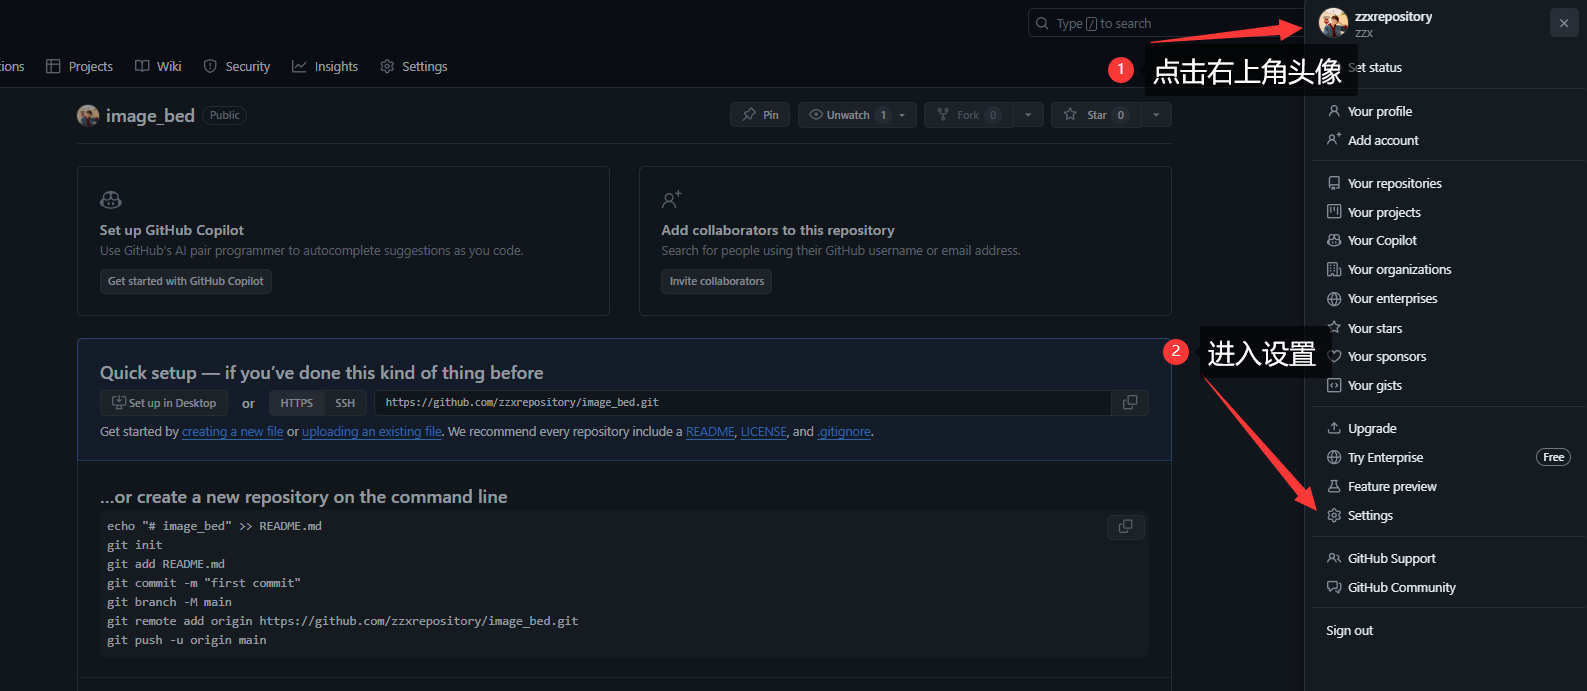 Type / to search
zzxrepository
zzx
ions Projects Wiki Security Insights Settings
1 点击右上角头像
et status
image_bed Public
Pin Unwatch 1 Fork 0 Star 0
Your profile
Add account
Set up GitHub Copilot
Use GitHub's AI pair programmer to autocomplete suggestions as you code.
Get started with GitHub Copilot
Add collaborators to this repository
Search for people using their GitHub username or email address.
Invite collaborators
Your repositories
Your projects
Your Copilot
Your organizations
Your enterprises
Your stars
Your sponsors
Your gists
2 进入设置
Quick setup — if you've done this kind of thing before
Set up in Desktop or HTTPS SSH https://github.com/zzxrepository/image_bed.git
Get started by creating a new file or uploading an existing file. We recommend every repository include a README, LICENSE, and .gitignore.
Upgrade
Try Enterprise Free
Feature preview
Settings
…or create a new repository on the command line
echo "# image_bed" >> README.md
git init
git add README.md
git commit -m "first commit"
git branch -M main
git remote add origin https://github.com/zzxrepository/image_bed.git
git push -u origin main
GitHub Support
GitHub Community
Sign out